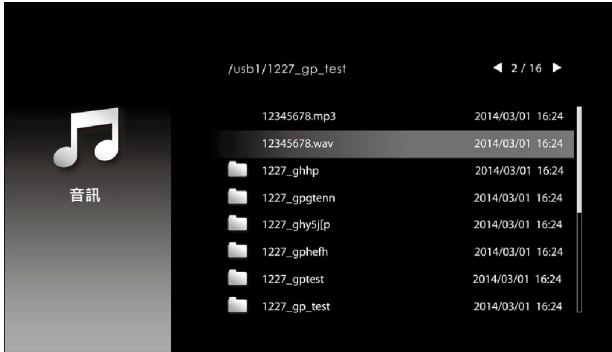 /usb1/1227_gp_test ◀ 2 / 16 ▶
12345678.mp3 2014/03/01 16:24
12345678.wav 2014/03/01 16:24
1227_ghhp 2014/03/01 16:24
音訊
1227_gpgtenn 2014/03/01 16:24
1227_ghy5j[p 2014/03/01 16:24
1227_gphefh 2014/03/01 16:24
1227_gptest 2014/03/01 16:24
1227_gp_test 2014/03/01 16:24